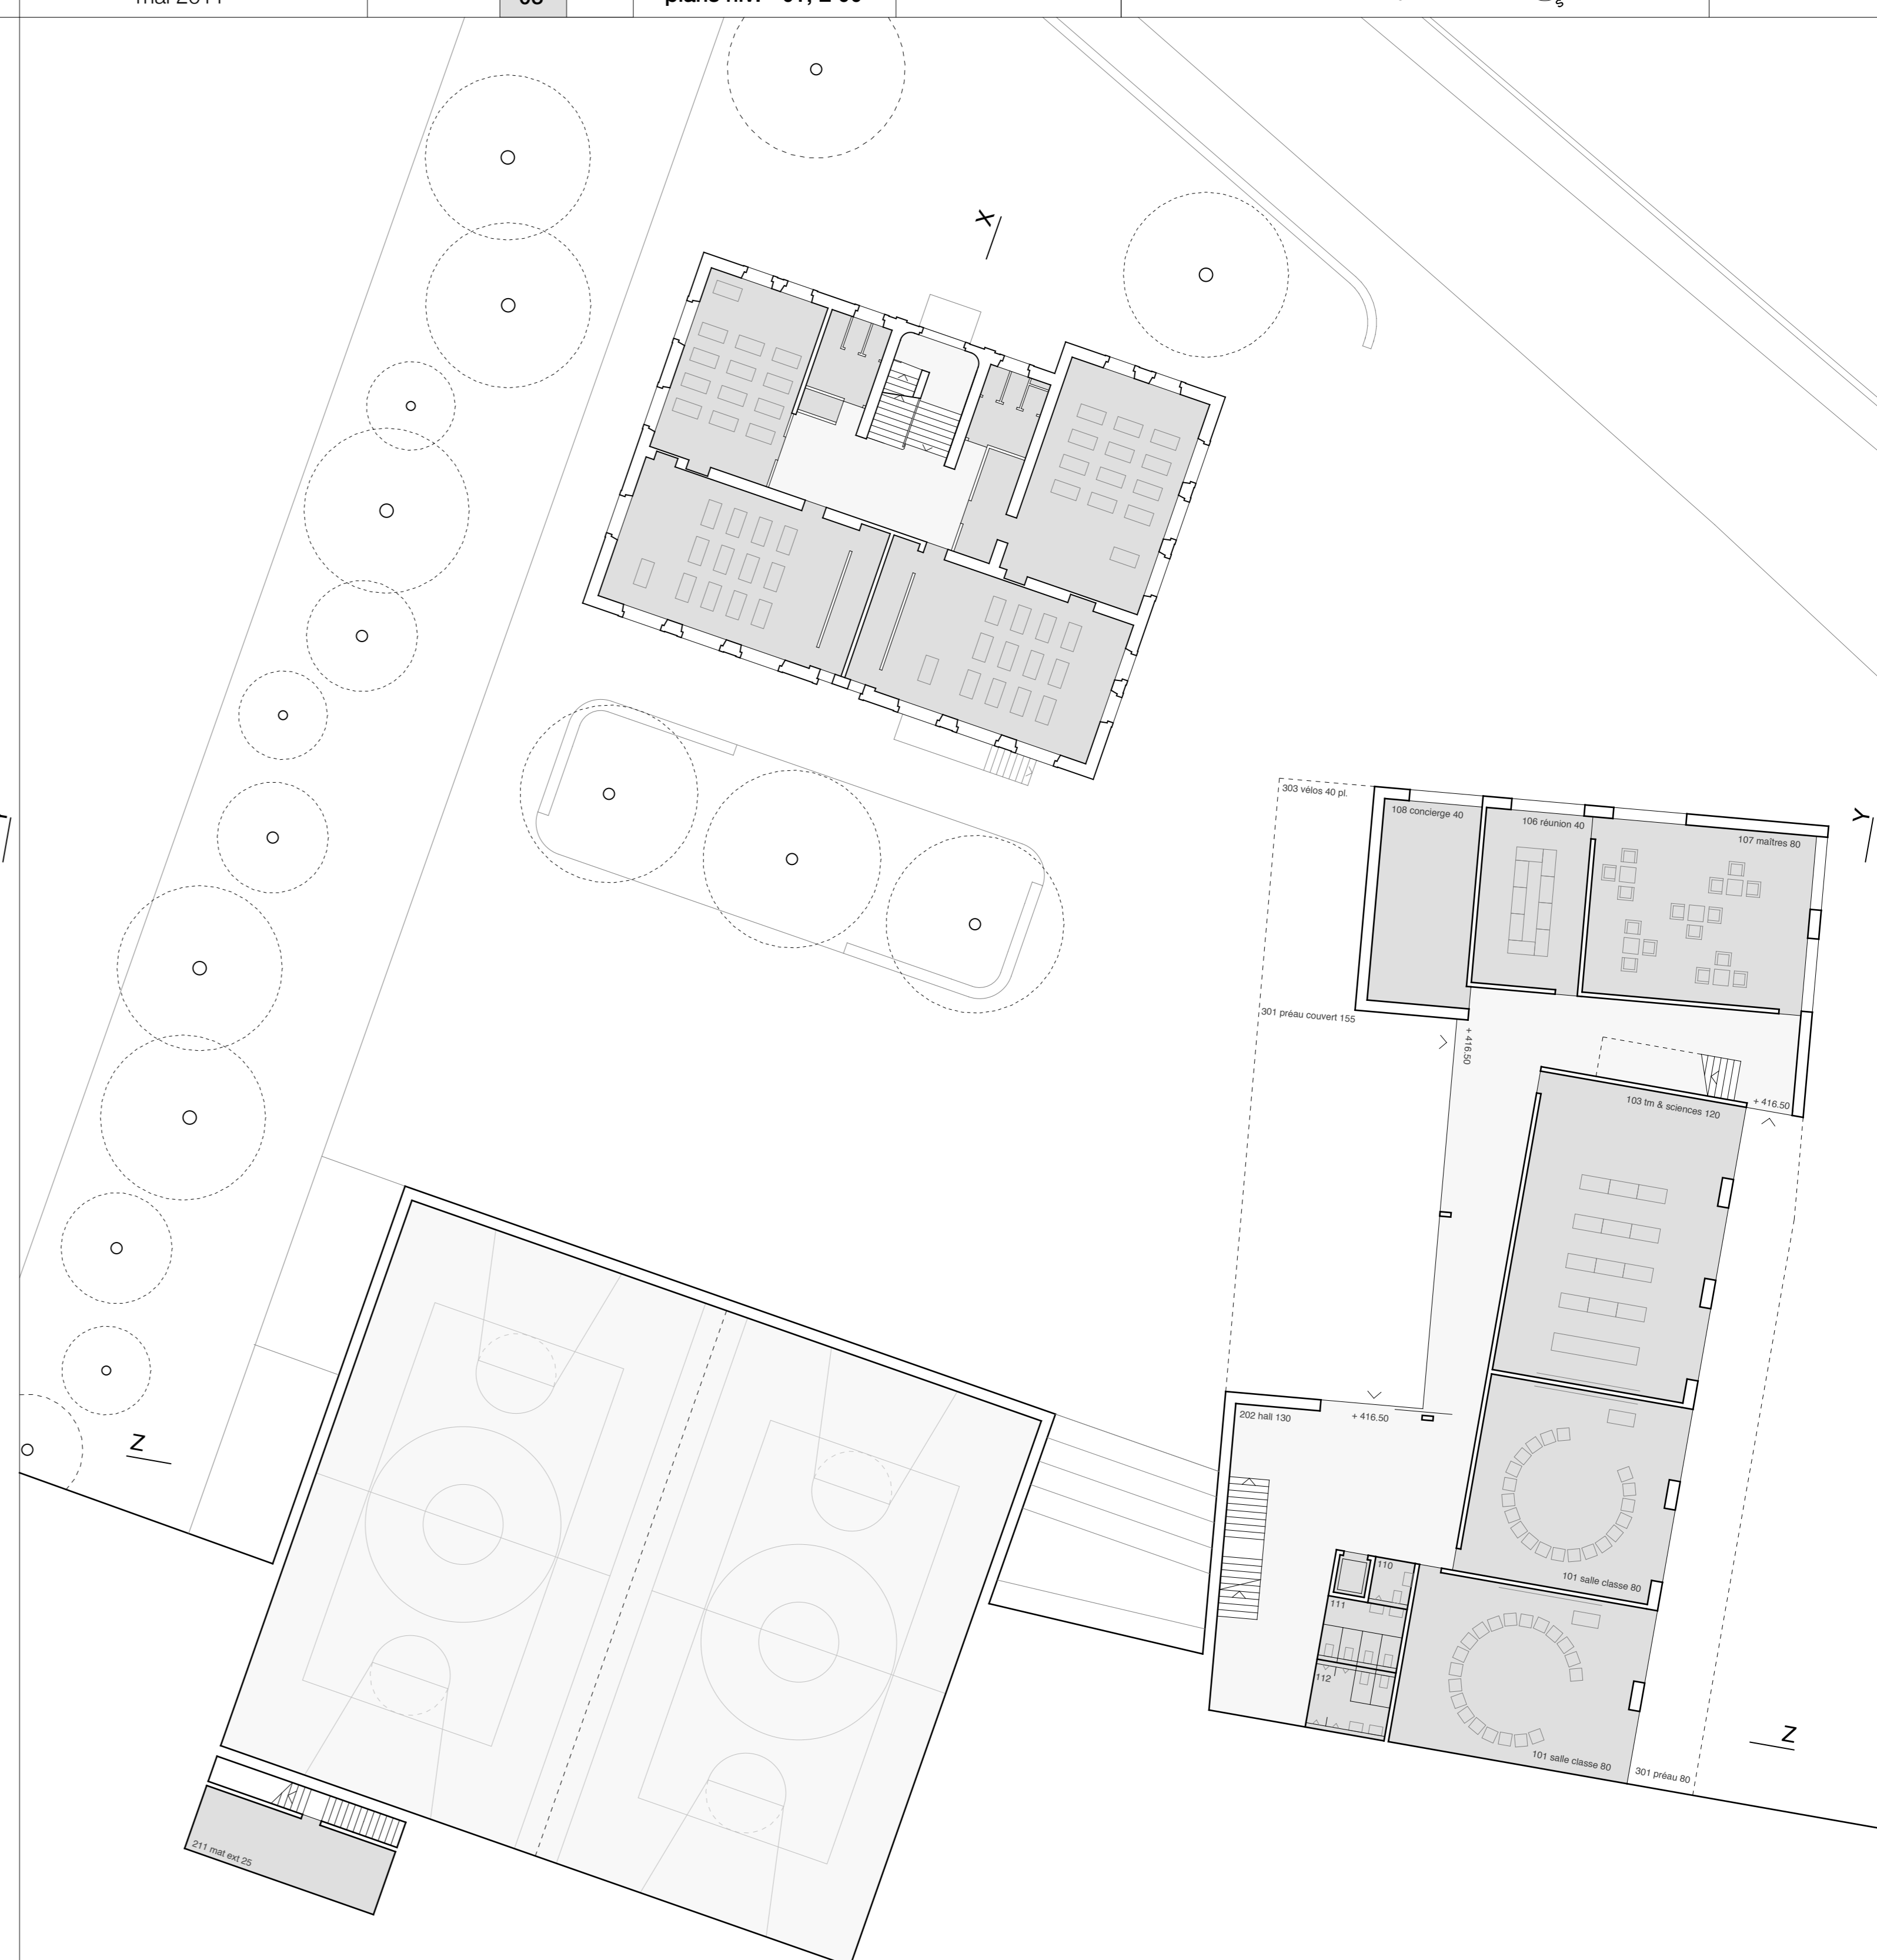 X
303 vélos 40 pl.
108 concierge 40
106 réunion 40
107 maîtres 80
Y
301 préau couvert 155
+ 416.50
103 tm & sciences 120
+ 416.50
202 hall 130
+ 416.50
Z
110
111
112
101 salle classe 80
101 salle classe 80
301 préau 80
Z
211 mat ext 25